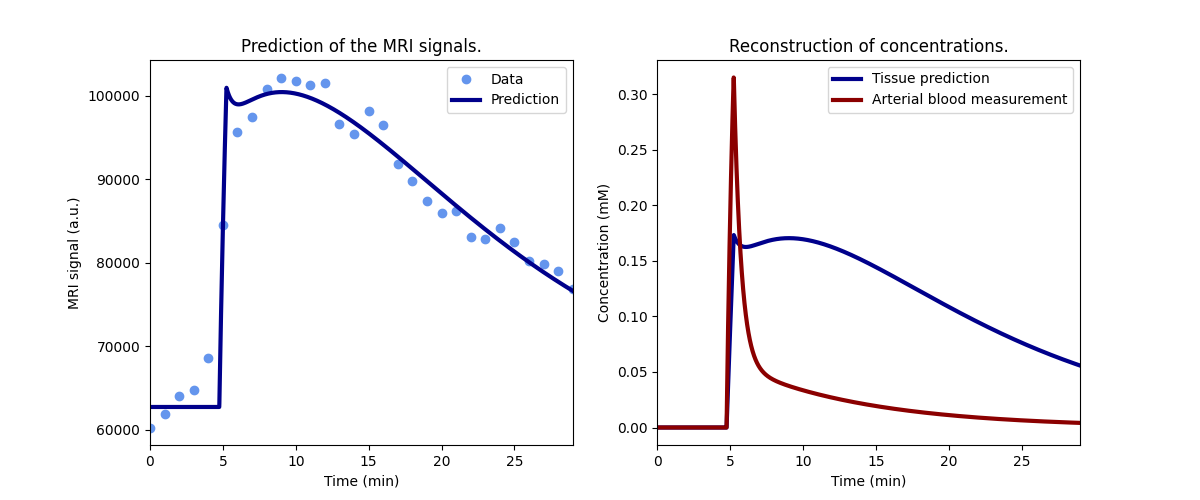 Prediction of the MRI signals.
MRI signal (a.u.)
100000
90000
80000
70000
60000
Data
Prediction
0
5
10
15
20
25
Time (min)
Reconstruction of concentrations.
Concentration (mM)
0.30
0.25
0.20
0.15
0.10
0.05
0.00
Tissue prediction
Arterial blood measurement
0
5
10
15
20
25
Time (min)